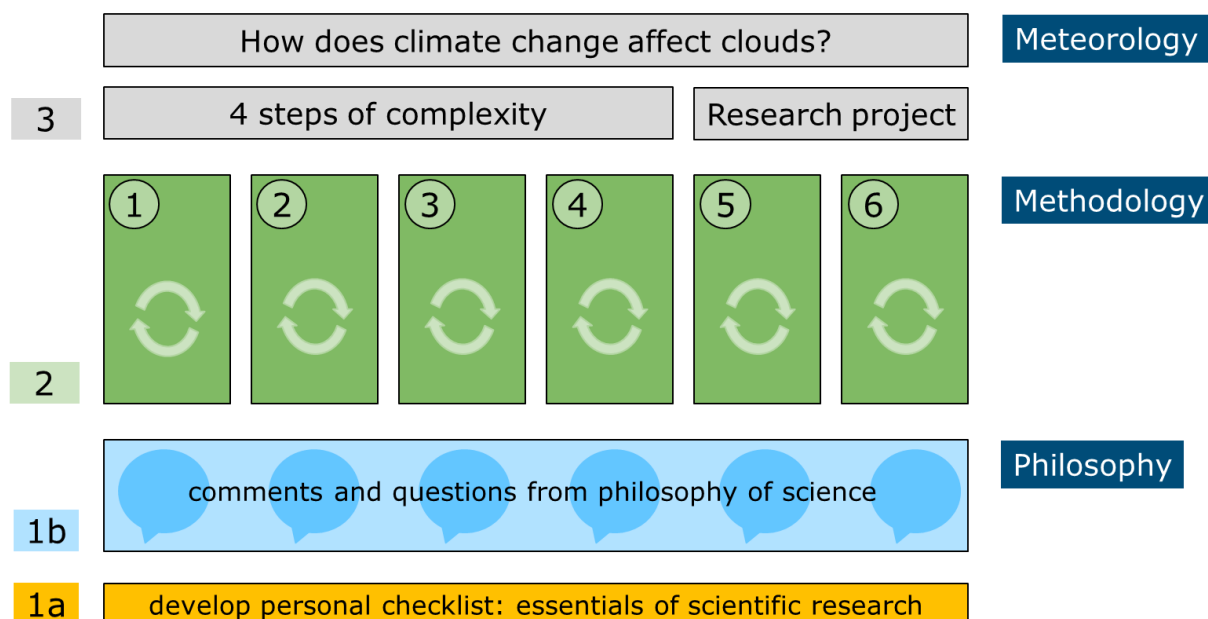 How does climate change affect clouds?
Meteorology
3
4 steps of complexity
Research project
1
2
3
4
5
6
Methodology
2
comments and questions from philosophy of science
Philosophy
1b
1a
develop personal checklist: essentials of scientific research